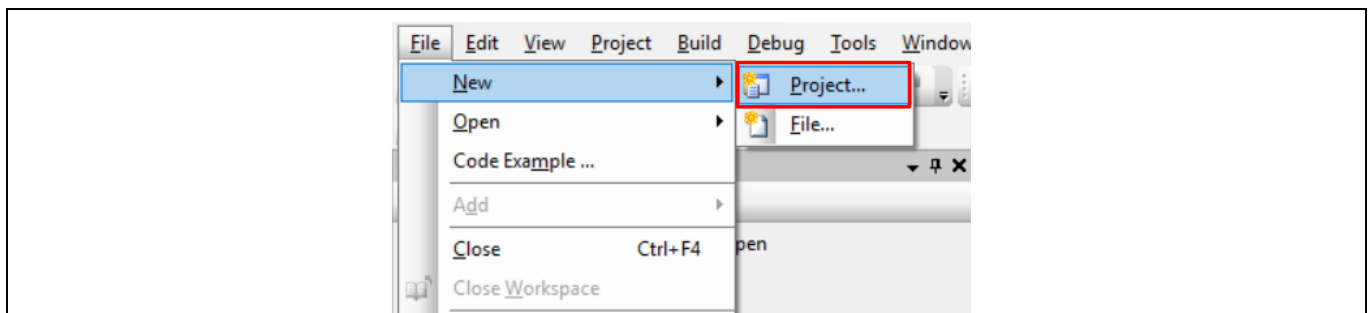 File Edit View Project Build Debug Tools Window
New Project...
Open File...
Code Example ...
Add
Close Ctrl+F4 pen
Close Workspace